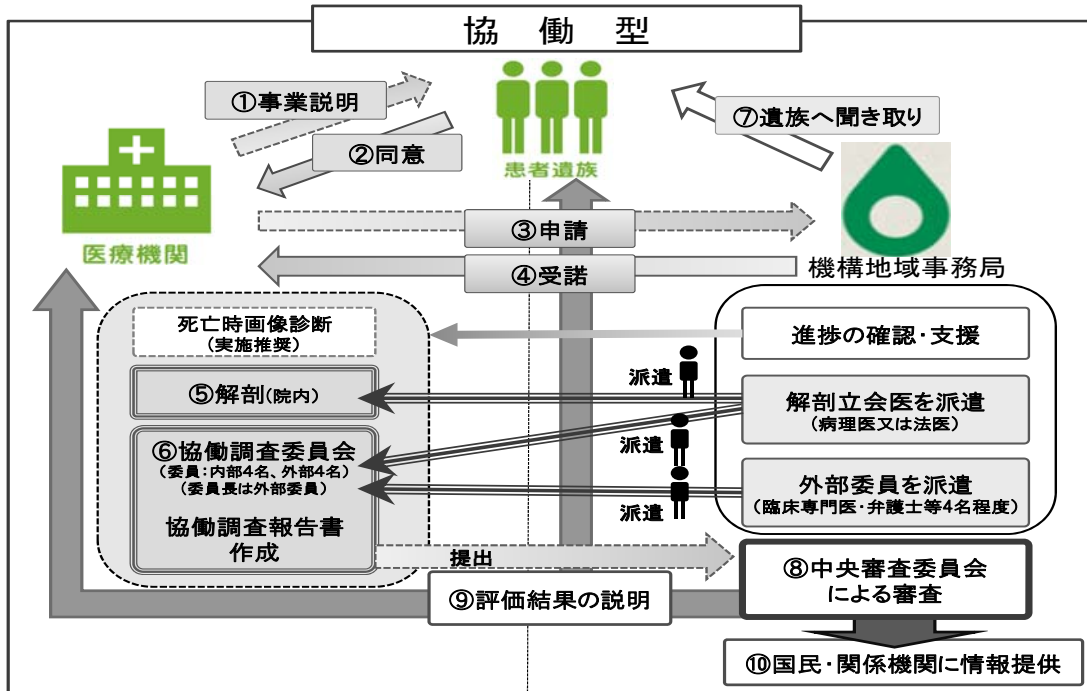 協働型
①事業説明
②同意
患者遺族
⑦遺族へ聞き取り
医療機関
③申請
④受諾
機構地域事務局
死亡時画像診断
(実施推奨)
進捗の確認・支援
⑤解剖(院内)
派遣
解剖立会医を派遣
(病理医又は法医)
⑥協働調査委員会
(委員:内部4名、外部4名)
(委員長は外部委員)
派遣
協働調査報告書
作成
派遣
外部委員を派遣
(臨床専門医・弁護士等4名程度)
提出
⑧中央審査委員会
による審査
⑨評価結果の説明
⑩国民・関係機関に情報提供